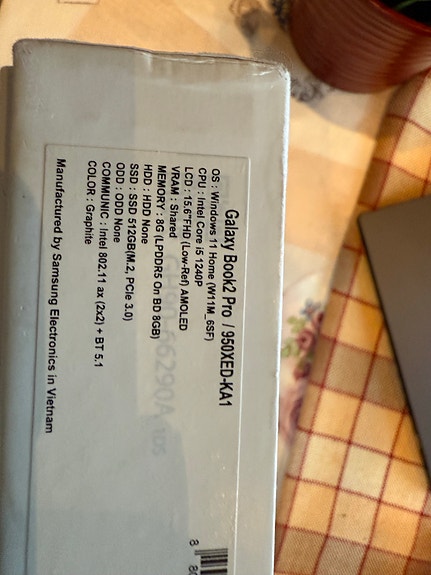 Galaxy Book2 Pro / 950XED-KA1
OS : Windows 11 Home (W11M_6SF)
CPU : Intel Core i5 1240P
LCD : 15.6"FHD (Low-Ref) AMOLED
VRAM : Shared
MEMORY : 8G (LPDDR5 On BD 8GB)
HDD : HDD None
SSD : SSD 512GB(M.2, PCIe 3.0)
ODD : ODD None
COMMUNIC : Intel 802.11 ax (2x2) + BT 5.1
COLOR : Graphite
Manufactured by Samsung Electronics in Vietnam